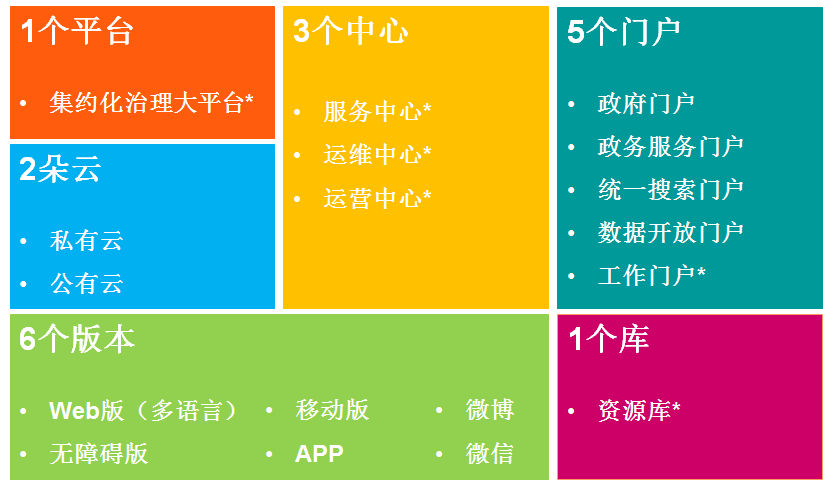 1个平台
• 集约化治理大平台*
2朵云
• 私有云
• 公有云
3个中心
• 服务中心*
• 运维中心*
• 运营中心*
5个门户
• 政府门户
• 政务服务门户
• 统一搜索门户
• 数据开放门户
• 工作门户*
6个版本
• Web版（多语言） • 移动版 • 微博
• 无障碍版 • APP • 微信
1个库
• 资源库*